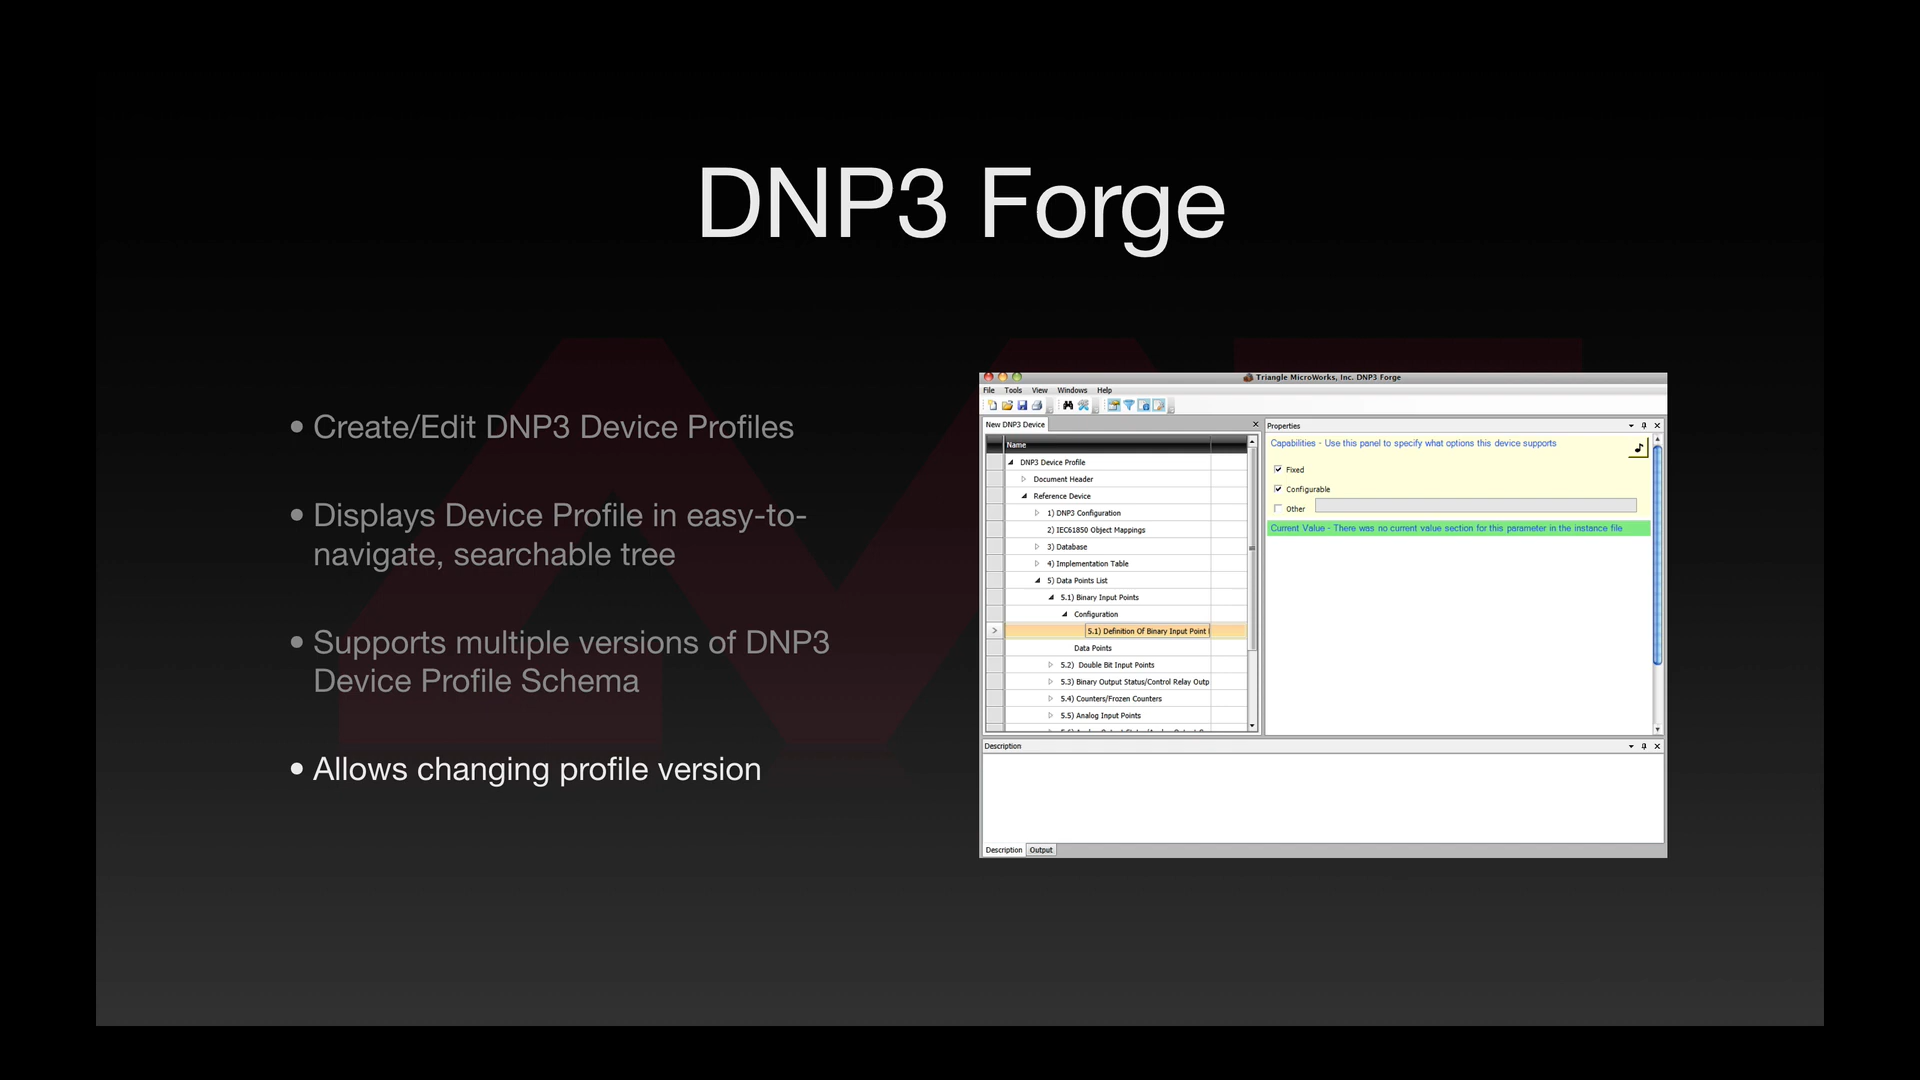 DNP3 Forge
• Create/Edit DNP3 Device Profiles
• Displays Device Profile in easy-to-
navigate, searchable tree
• Supports multiple versions of DNP3
Device Profile Schema
• Allows changing profile version
Triangle MicroWorks, Inc. DNP3 Forge
File Tools View Windows Help
New DNP3 Device
Name
DNP3 Device Profile
Document Header
Reference Device
1) DNP3 Configuration
2) IEC61850 Object Mappings
3) Database
4) Implementation Table
5) Data Points List
5.1) Binary Input Points
Configuration
5.1) Definition Of Binary Input Point
Data Points
5.2) Double Bit Input Points
5.3) Binary Output Status/Control Relay Outp
5.4) Counters/Frozen Counters
5.5) Analog Input Points
Properties
Capabilities - Use this panel to specify what options this device supports
Fixed
Configurable
Other
Current Value - There was no current value section for this parameter in the instance file
Description
Description Output